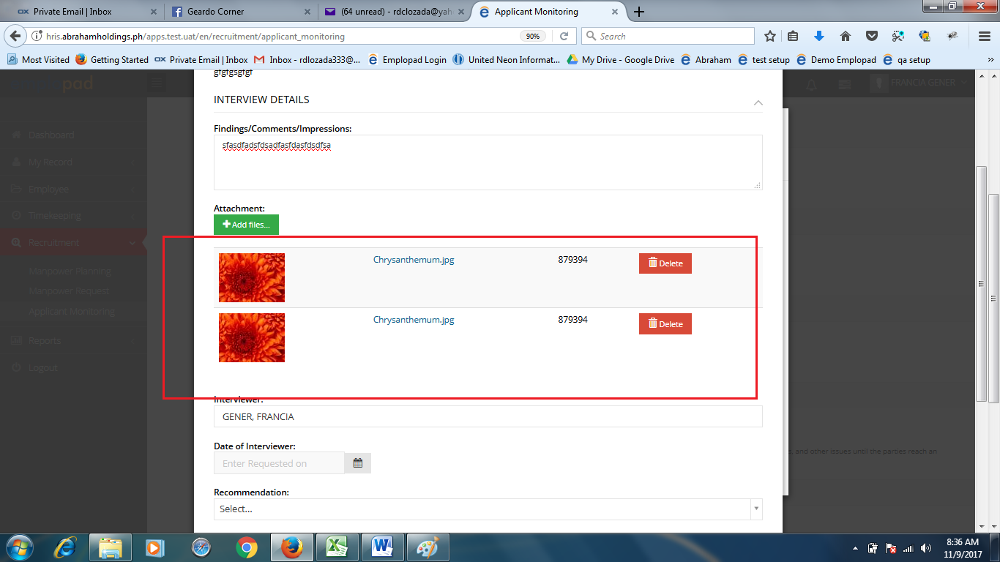 Private Email | Inbox
Geardo Corner
(64 unread) - rdclozada@yah
Applicant Monitoring
hris.abrahamholdings.ph/apps.test.uat/en/recruitment/applicant_monitoring
90%
Search
Most Visited
Getting Started
Private Email | Inbox
Inbox - rdlozada333@...
Emplopad Login
United Neon Informat...
My Drive - Google Drive
Abraham
test setup
Demo Emplopad
qa setup
pad
FRANCIA GENER
Dashboard
My Record
Employee
Timekeeping
Recruitment
Manpower Planning
Manpower Request
Applicant Monitoring
Reports
Logout
gfgfgsgfgf
INTERVIEW DETAILS
Findings/Comments/Impressions:
sfasdfadsfdsadfasfdasfdsdfsa
Attachment:
Add files...
Chrysanthemum.jpg 879394 Delete
Chrysanthemum.jpg 879394 Delete
Interviewer:
GENER, FRANCIA
Date of Interviewer:
Enter Requested on
Recommendation:
Select...
s, and other issues until the parties reach an
8:36 AM
11/9/2017